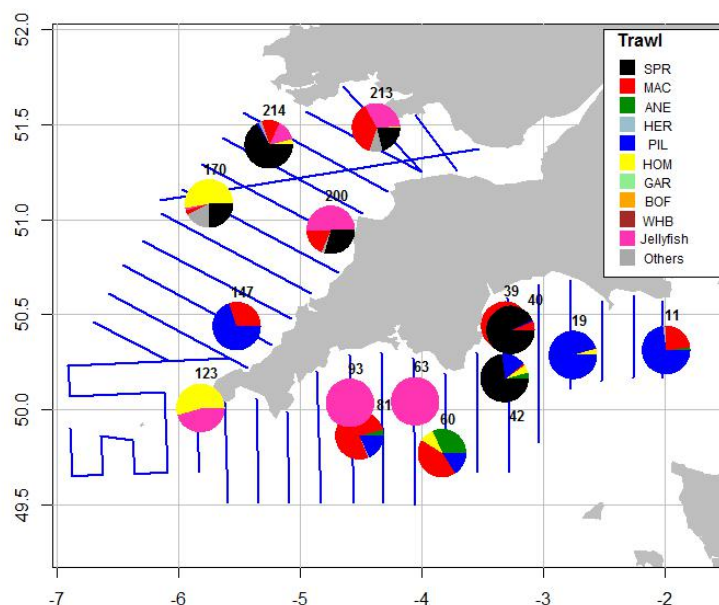 52.0
51.5
51.0
50.5
50.0
49.5
-7 -6 -5 -4 -3 -2
Trawl
SPR
MAC
ANE
HER
PIL
HOM
GAR
BOF
WHB
Jellyfish
Others
213
214
170
200
147
39
40
19
11
123
93
63
81
60
42